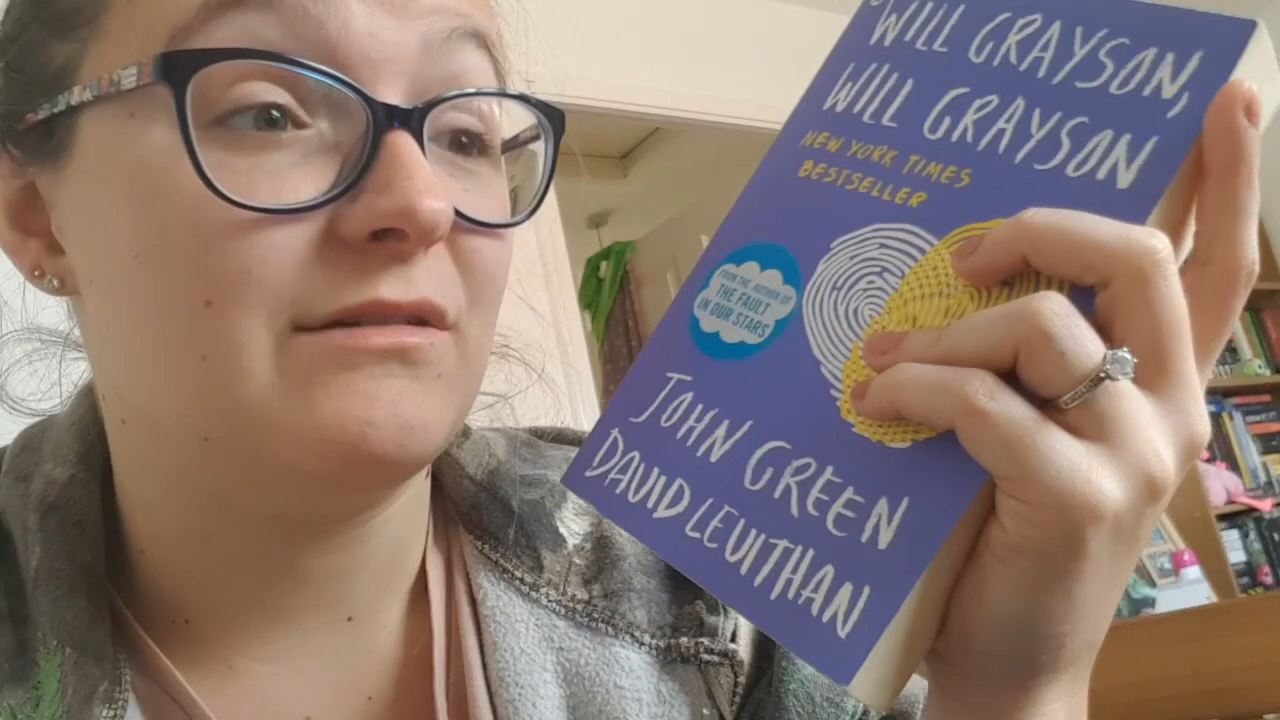 WILL GRAYSON,
WILL GRAYSON
NEW YORK TIMES
BESTSELLER
FROM THE AUTHOR OF
THE FAULT
IN OUR STARS
JOHN GREEN
DAVID LEVITHAN